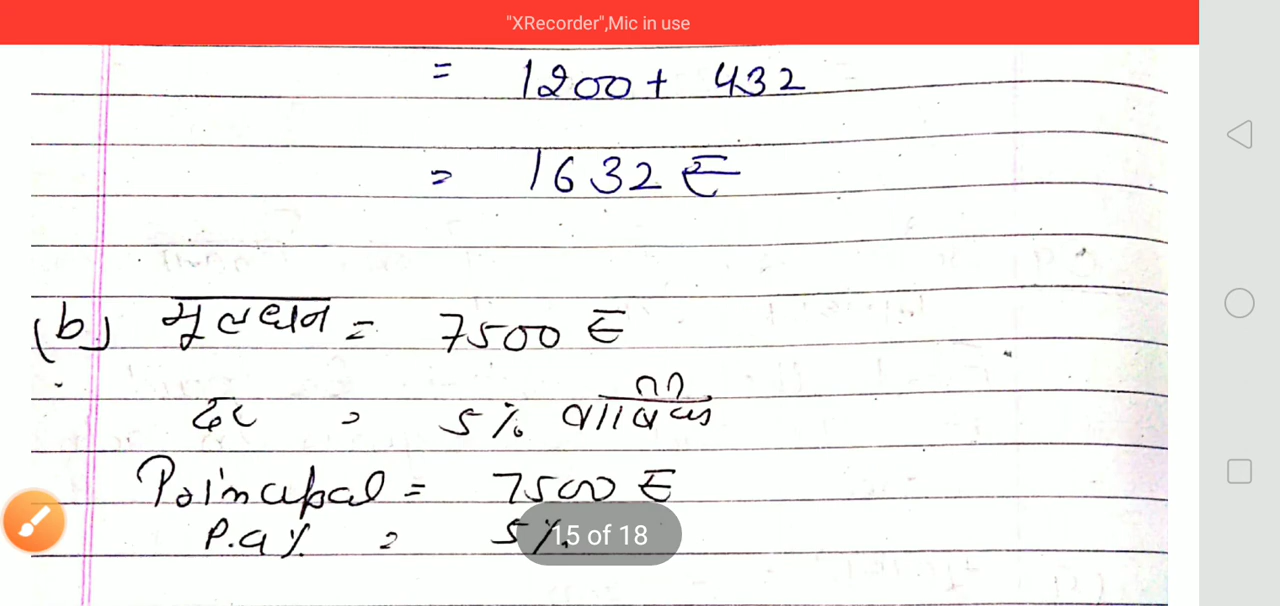 "XRecorder",Mic in use
= 1200 + 432
= 1632 ₹
(b) मूलधन = 7500 ₹
दर = 5% वार्षिक
Principal = 7500 ₹
P.a % = 5%
15 of 18